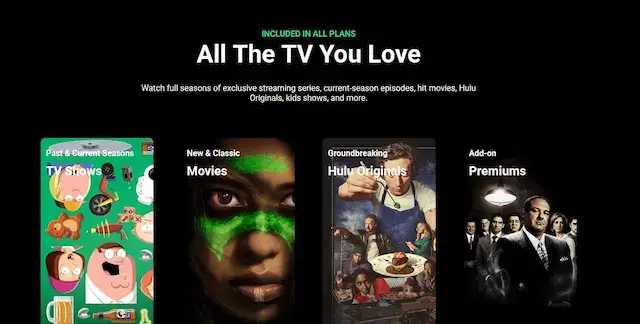 INCLUDED IN ALL PLANS
All The TV You Love
Watch full seasons of exclusive streaming series, current-season episodes, hit movies, Hulu
Originals, kids shows, and more.
Past & Current Seasons
TV Shows
New & Classic
Movies
Groundbreaking
Hulu Originals
Add-on
Premiums